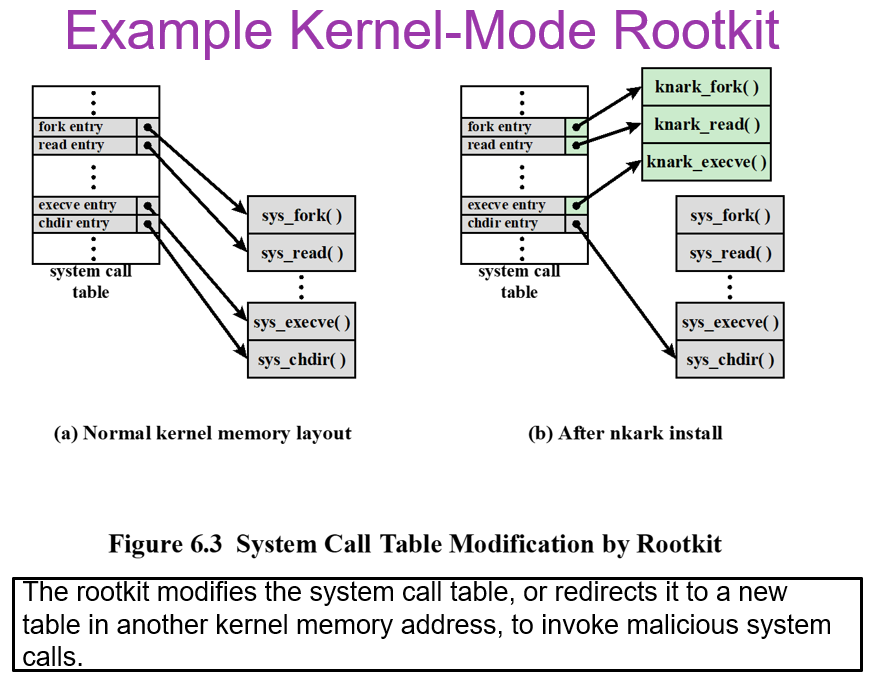 Example Kernel-Mode Rootkit
fork entry
read entry
execve entry
chdir entry
system call
table
sys_fork( )
sys_read( )
sys_execve( )
sys_chdir( )
(a) Normal kernel memory layout
fork entry
read entry
execve entry
chdir entry
system call
table
knark_fork( )
knark_read( )
knark_execve( )
sys_fork( )
sys_read( )
sys_execve( )
sys_chdir( )
(b) After nkark install
Figure 6.3 System Call Table Modification by Rootkit
The rootkit modifies the system call table, or redirects it to a new
table in another kernel memory address, to invoke malicious system
calls.